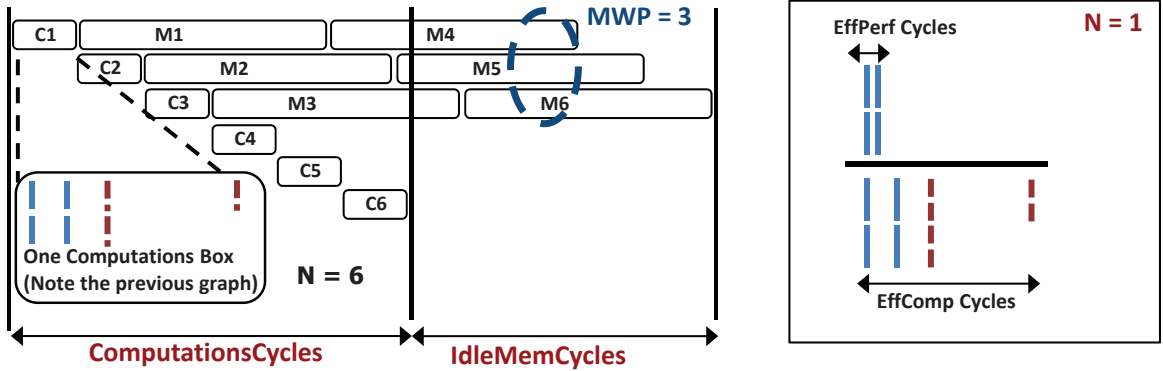 C1 M1 M4 MWP = 3
C2 M2 M5
C3 M3 M6
C4
C5
C6
One Computations Box
(Note the previous graph)
N = 6
ComputationsCycles
IdleMemCycles
N = 1
EffPerf Cycles
EffComp Cycles